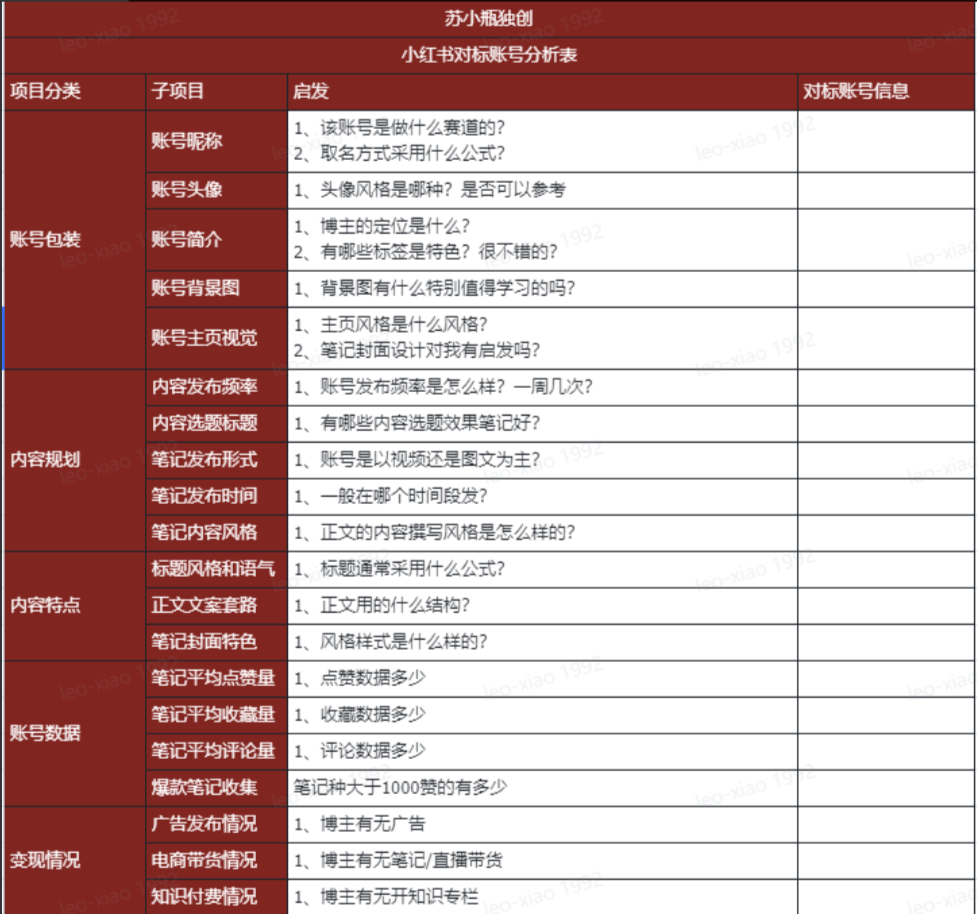 苏小瓶独创
小红书对标账号分析表
项目分类 子项目 启发 对标账号信息
账号包装
账号昵称
1、该账号是做什么赛道的？
2、取名方式采用什么公式？
账号头像 1、头像风格是哪种？是否可以参考
账号简介
1、博主的定位是什么？
2、有哪些标签是特色？很不错的？
账号背景图 1、背景图有什么特别值得学习的吗？
账号主页视觉
1、主页风格是什么风格？
2、笔记封面设计对我有启发吗？
内容规划
内容发布频率 1、账号发布频率是怎么样？一周几次？
内容选题标题 1、有哪些内容选题效果笔记好？
笔记发布形式 1、账号是以视频还是图文为主？
笔记发布时间 1、一般在哪个时间段发？
笔记内容风格 1、正文的内容撰写风格是怎么样的？
内容特点
标题风格和语气 1、标题通常采用什么公式？
正文文案套路 1、正文用的什么结构？
笔记封面特色 1、风格样式是什么样的？
账号数据
笔记平均点赞量 1、点赞数据多少
笔记平均收藏量 1、收藏数据多少
笔记平均评论量 1、评论数据多少
爆款笔记收集 笔记种大于1000赞的有多少
变现情况
广告发布情况 1、博主有无广告
电商带货情况 1、博主有无笔记/直播带货
知识付费情况 1、博主有无开知识专栏
leo-xiao 1992